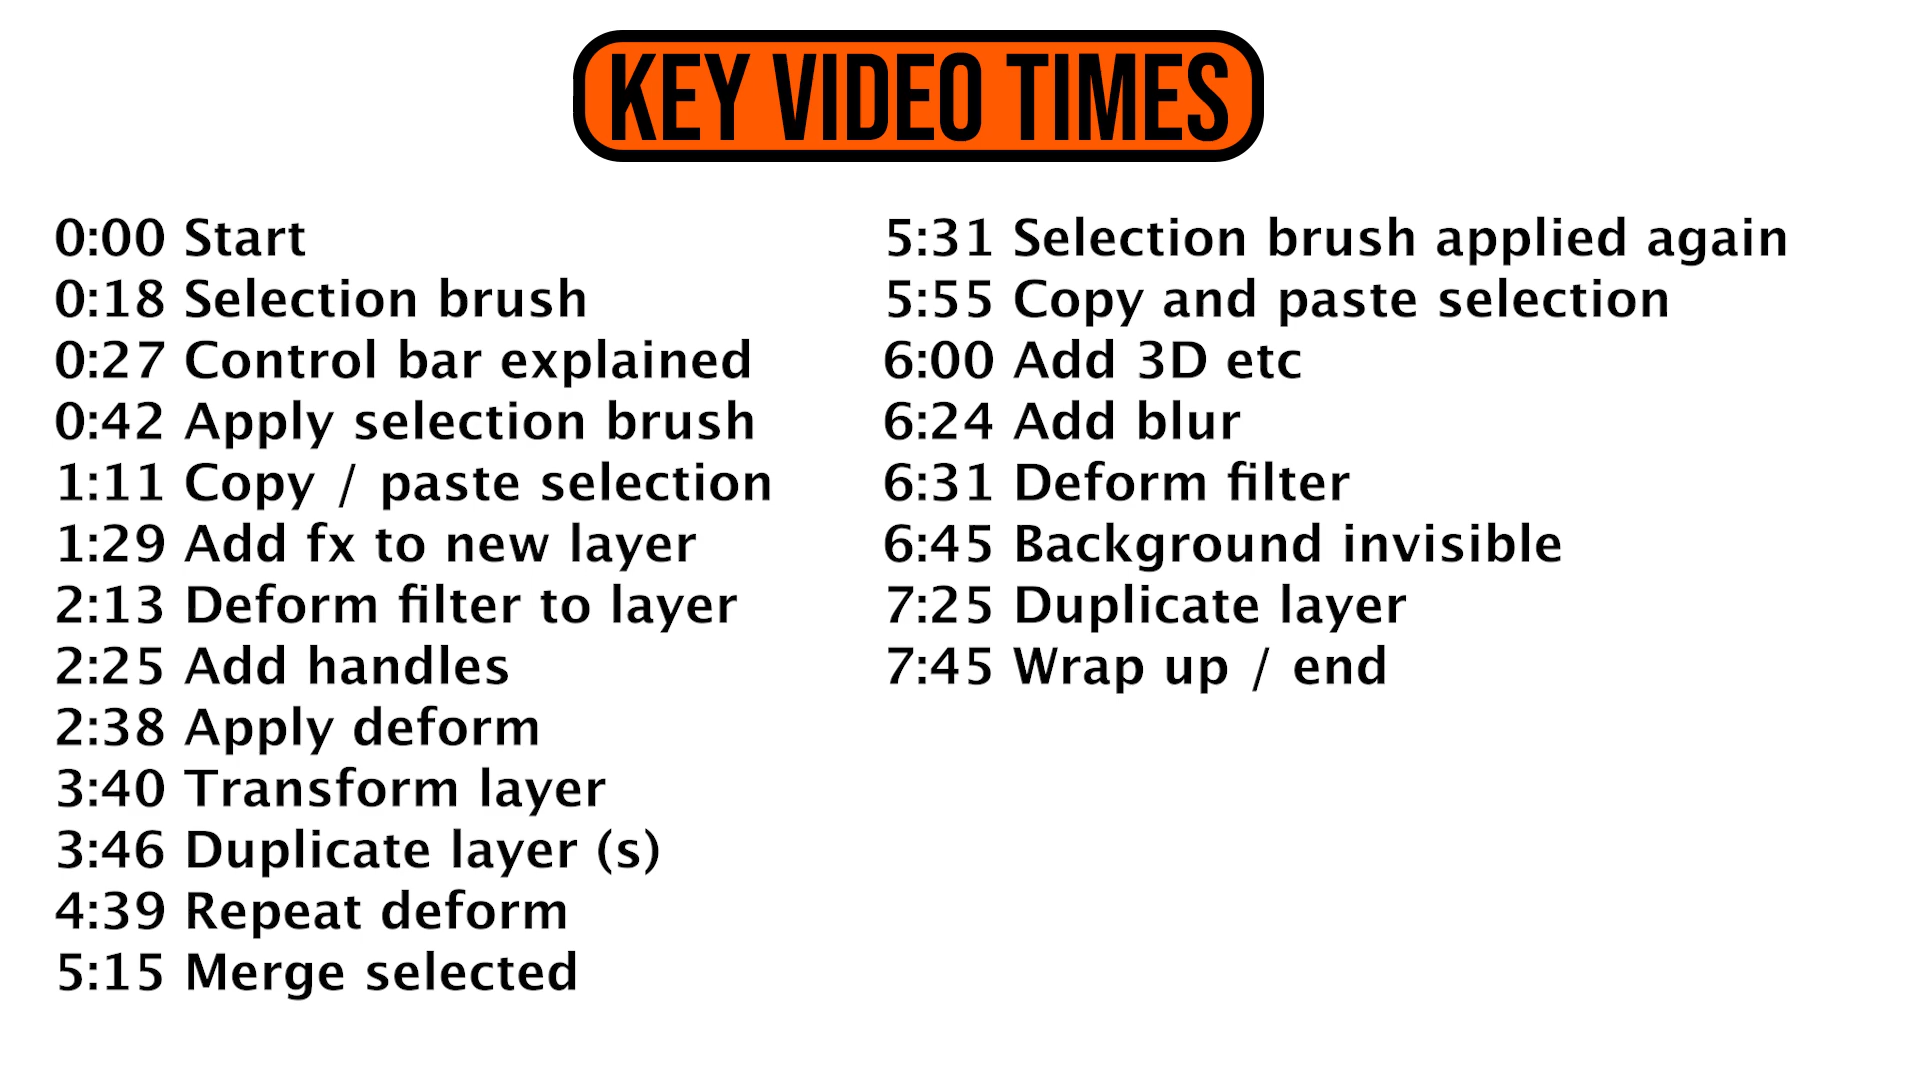 KEY VIDEO TIMES
0:00 Start
0:18 Selection brush
0:27 Control bar explained
0:42 Apply selection brush
1:11 Copy / paste selection
1:29 Add fx to new layer
2:13 Deform filter to layer
2:25 Add handles
2:38 Apply deform
3:40 Transform layer
3:46 Duplicate layer (s)
4:39 Repeat deform
5:15 Merge selected
5:31 Selection brush applied again
5:55 Copy and paste selection
6:00 Add 3D etc
6:24 Add blur
6:31 Deform filter
6:45 Background invisible
7:25 Duplicate layer
7:45 Wrap up / end